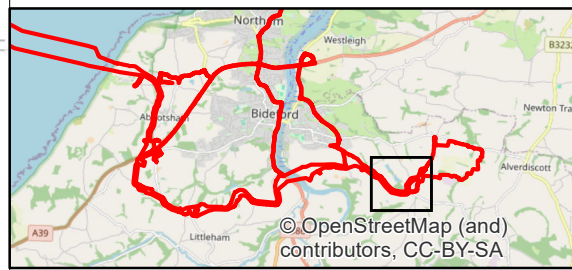 Northam
Westleigh
B3232
Abbotsham
Bideford
Newton Tra
Alverdiscott
A39
Littleham
© OpenStreetMap (and)
contributors, CC-BY-SA